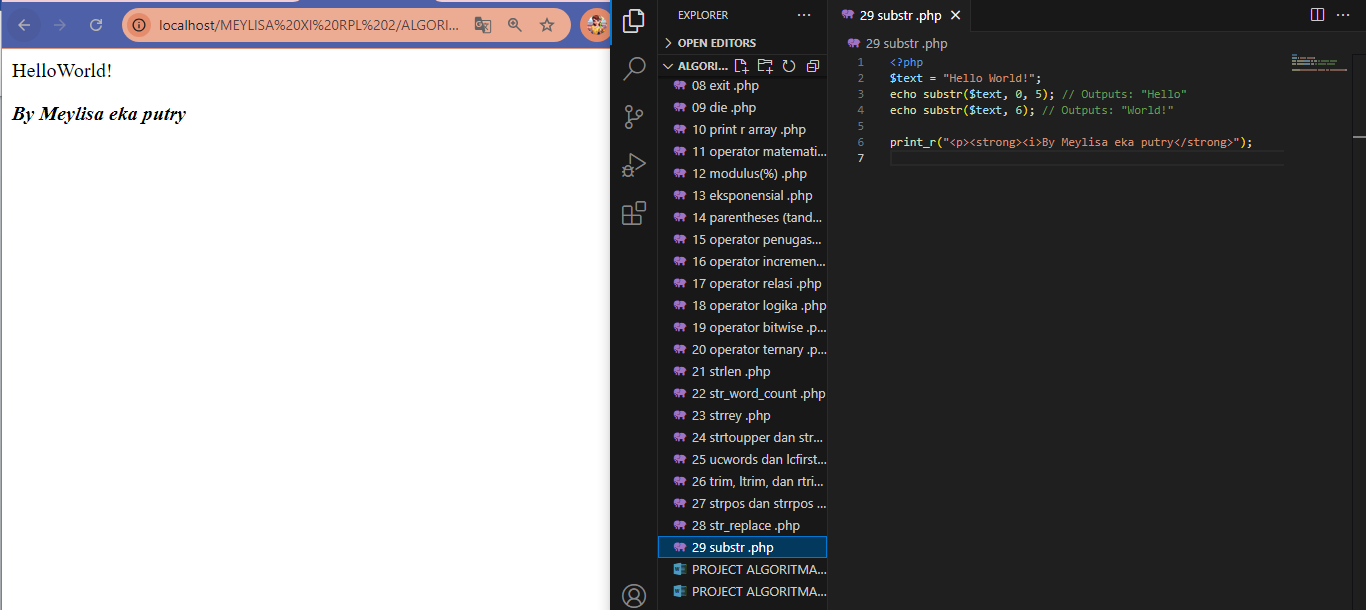 localhost/MEYLISA%20XI%20RPL%202/ALGORI...
HelloWorld!
By Meylisa eka putry
EXPLORER
OPEN EDITORS
ALGORI...
08 exit .php
09 die .php
10 print r array .php
11 operator matemati...
12 modulus(%) .php
13 eksponensial .php
14 parentheses (tand...
15 operator penugas...
16 operator incremen...
17 operator relasi .php
18 operator logika .php
19 operator bitwise .p...
20 operator ternary .p...
21 strlen .php
22 str_word_count .php
23 strrey .php
24 strtoupper dan str...
25 ucwords dan lcfirst...
26 trim, ltrim, dan rtri...
27 strpos dan strrpos ...
28 str_replace .php
29 substr .php
PROJECT ALGORITMA...
PROJECT ALGORITMA...
29 substr .php
29 substr .php
1 <?php
2 $text = "Hello World!";
3 echo substr($text, 0, 5); // Outputs: "Hello"
4 echo substr($text, 6); // Outputs: "World!"
5
6 print_r("<p><strong><i>By Meylisa eka putry</strong>");
7